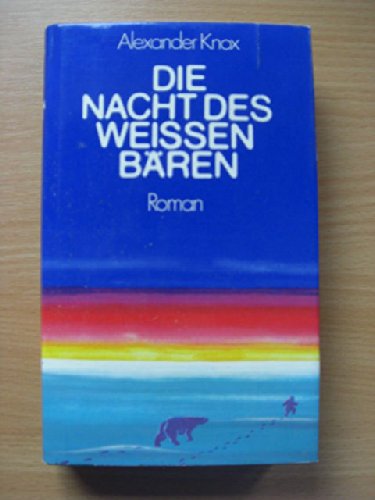 Alexander Knox
DIE
NACHT DES
WEISSEN
BÄREN
Roman